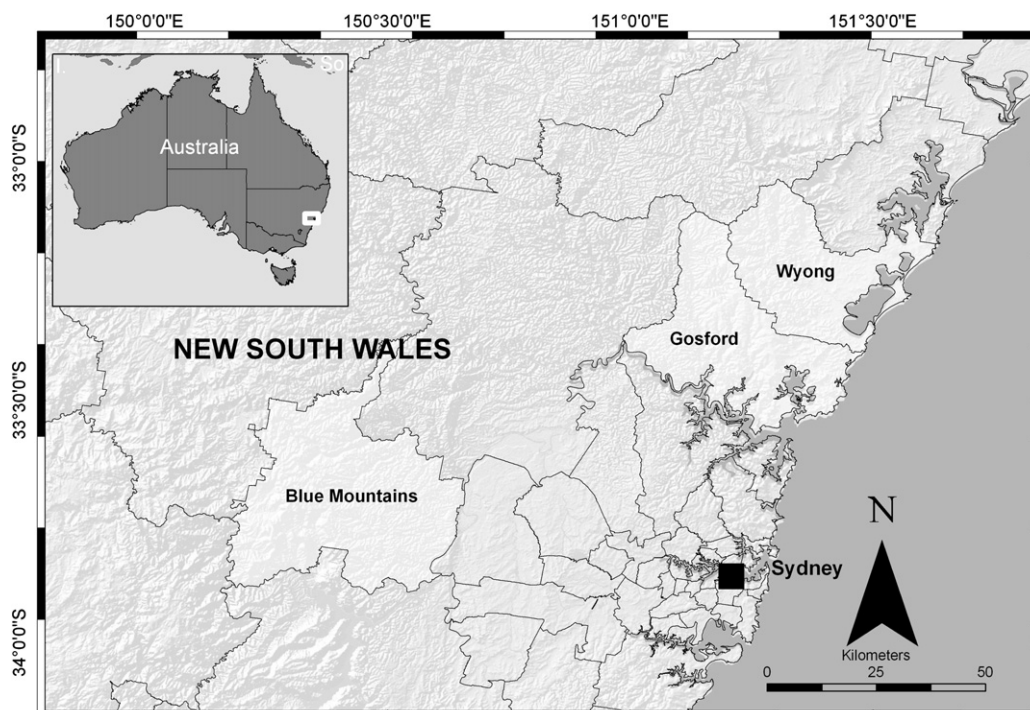 150°0'0"E
150°30'0"E
151°0'0"E
151°30'0"E
I.
So
Australia
33°0'0"S
Wyong
Gosford
NEW SOUTH WALES
33°30'0"S
Blue Mountains
N
Sydney
34°0'0"S
Kilometers
0 25 50